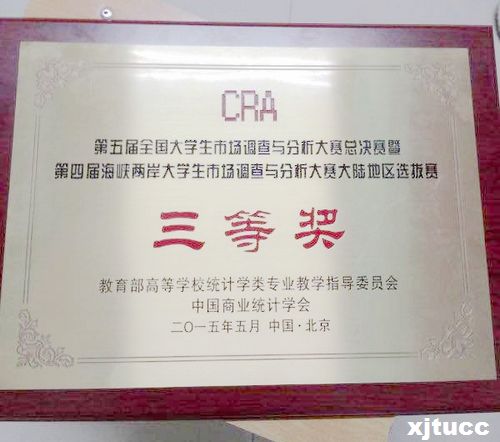 CRA
第五届全国大学生市场调查与分析大赛总决赛暨
第四届海峡两岸大学生市场调查与分析大赛大陆地区选拔赛
三等奖
教育部高等学校统计学类专业教学指导委员会
中国商业统计学会
二〇一五年五月 中国·北京
xjtucc